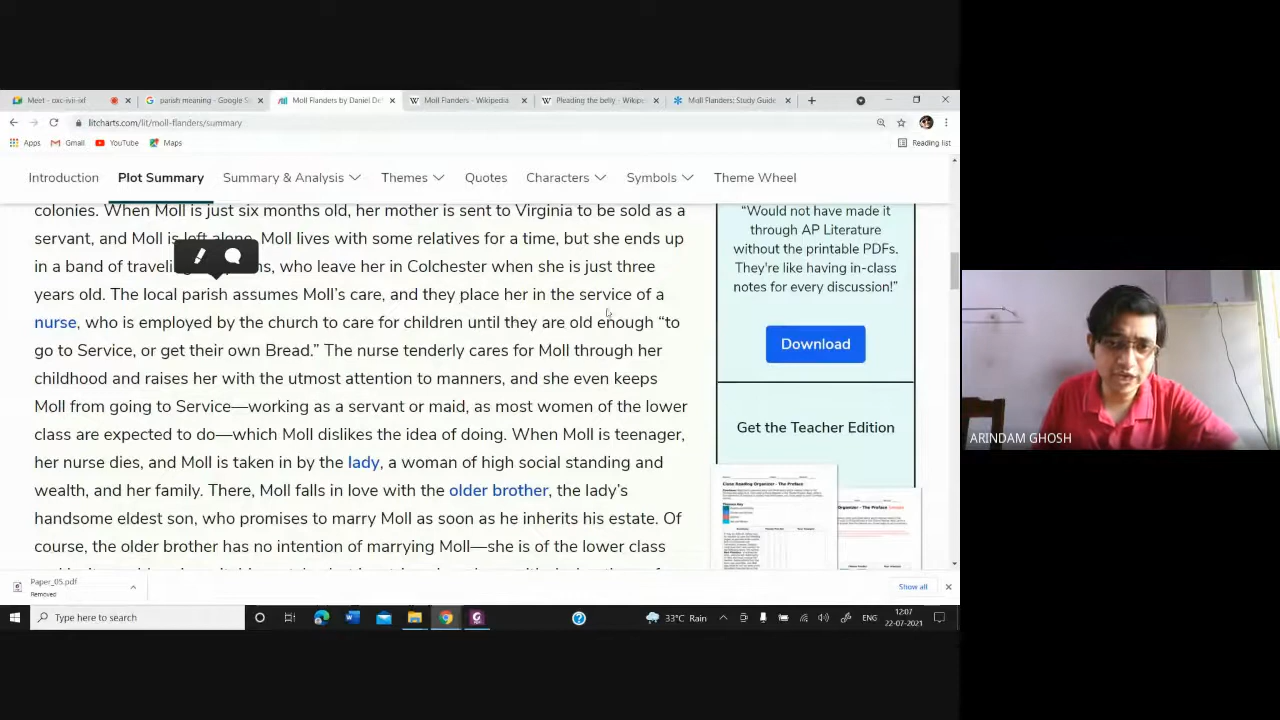 Meet - oxc-ivii-ixf
parish meaning - Google S
Moll Flanders by Daniel De
Moll Flanders - Wikipedia
Pleading the belly - Wikipe
Moll Flanders: Study Guide
litcharts.com/lit/moll-flanders/summary
Apps
Gmail
YouTube
Maps
Reading list
Introduction
Plot Summary
Summary & Analysis
Themes
Quotes
Characters
Symbols
Theme Wheel
colonies. When Moll is just six months old, her mother is sent to Virginia to be sold as a
servant, and Moll is left alone. Moll lives with some relatives for a time, but she ends up
in a band of traveling who leave her in Colchester when she is just three
years old. The local parish assumes Moll's care, and they place her in the service of a
nurse, who is employed by the church to care for children until they are old enough “to
go to Service, or get their own Bread.” The nurse tenderly cares for Moll through her
childhood and raises her with the utmost attention to manners, and she even keeps
Moll from going to Service—working as a servant or maid, as most women of the lower
class are expected to do—which Moll dislikes the idea of doing. When Moll is teenager,
her nurse dies, and Moll is taken in by the lady, a woman of high social standing and
her family. There, Moll falls in love with the older brother, the lady's
who promises to marry Moll as soon as he inherits Of
the older brother has no intention of marrying Moll she is of the lower class
“Would not have made it
through AP Literature
without the printable PDFs.
They're like having in-class
notes for every discussion!”
Download
Get the Teacher Edition
Close Reading Organizer - The Preface
Organizer - The Preface
Paper_09.pdf
Removed
Show all
Type here to search
33°C Rain
ENG
12:07
22-07-2021
ARINDAM GHOSH